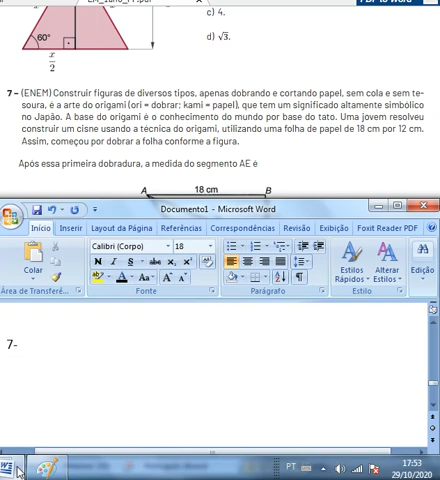 c) 4.
60°
x
2
d) √3.
7 – (ENEM) Construir figuras de diversos tipos, apenas dobrando e cortando papel, sem cola e sem te-
soura, é a arte do origami (ori = dobrar; kami = papel), que tem um significado altamente simbólico
no Japão. A base do origami é o conhecimento do mundo por base do tato. Uma jovem resolveu
construir um cisne usando a técnica do origami, utilizando uma folha de papel de 18 cm por 12 cm.
Assim, começou por dobrar a folha conforme a figura.
Após essa primeira dobradura, a medida do segmento AE é
A 18 cm B
Documento1 - Microsoft Word
Início Inserir Layout da Página Referências Correspondências Revisão Exibição Foxit Reader PDF
Calibri (Corpo) 18
Colar
N I S abc x₂ x²
ab A Aa A A
Estilos Rápidos
Alterar Estilos
Edição
Área de Transferê... Fonte Parágrafo Estilo
7-
PT
17:53
29/10/2020